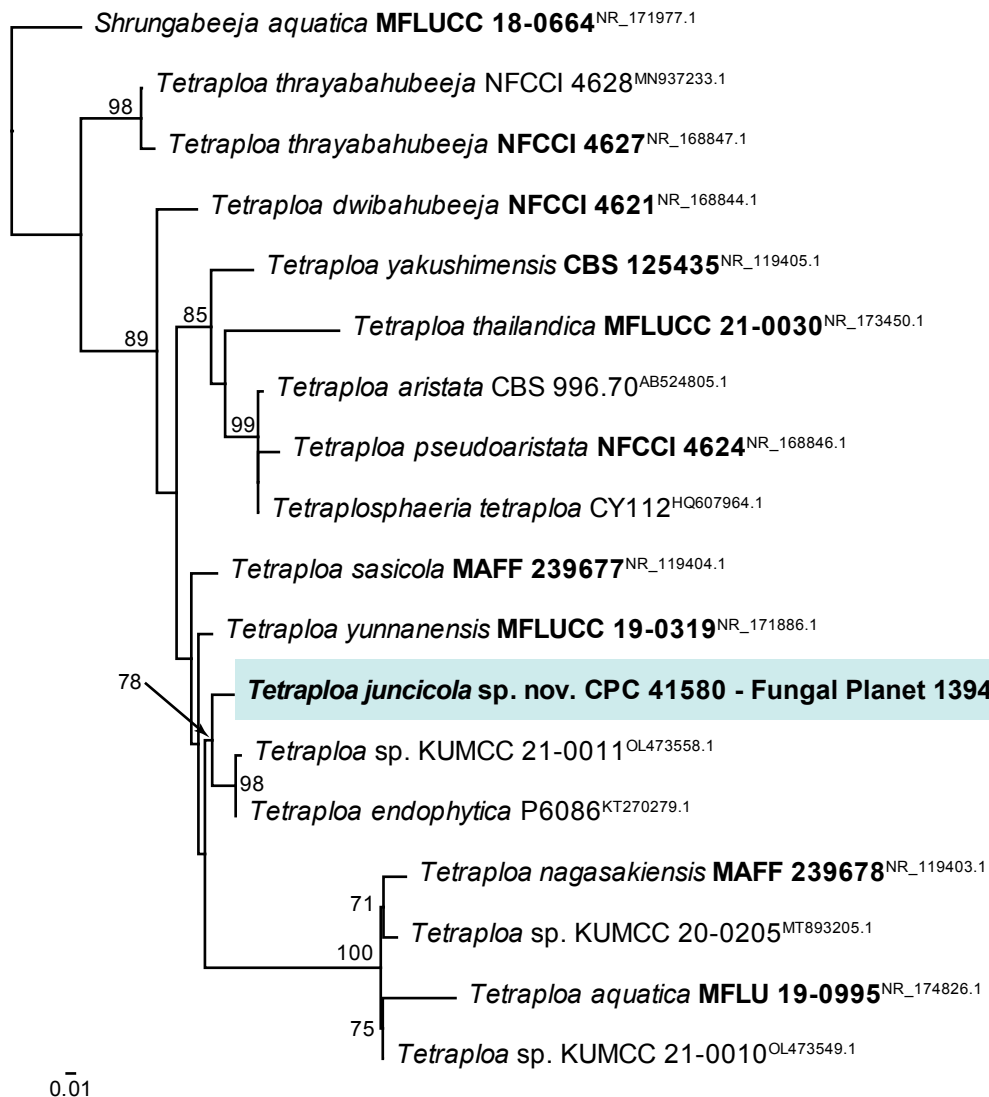 Shrungabeeja aquatica MFLUCC 18-0664NR_171977.1
Tetraploa thrayabahubeeja NFCCI 4628MN937233.1
98
Tetraploa thrayabahubeeja NFCCI 4627NR_168847.1
Tetraploa dwibahubeeja NFCCI 4621NR_168844.1
Tetraploa yakushimensis CBS 125435NR_119405.1
85
Tetraploa thailandica MFLUCC 21-0030NR_173450.1
89
Tetraploa aristata CBS 996.70AB524805.1
99
Tetraploa pseudoaristata NFCCI 4624NR_168846.1
Tetraplosphaeria tetraploa CY112HQ607964.1
Tetraploa sasicola MAFF 239677NR_119404.1
Tetraploa yunnanensis MFLUCC 19-0319NR_171886.1
78
Tetraploa juncicola sp. nov. CPC 41580 - Fungal Planet 1394
Tetraploa sp. KUMCC 21-0011OL473558.1
98
Tetraploa endophytica P6086KT270279.1
Tetraploa nagasakiensis MAFF 239678NR_119403.1
71
Tetraploa sp. KUMCC 20-0205MT893205.1
100
Tetraploa aquatica MFLU 19-0995NR_174826.1
75
Tetraploa sp. KUMCC 21-0010OL473549.1
0.01